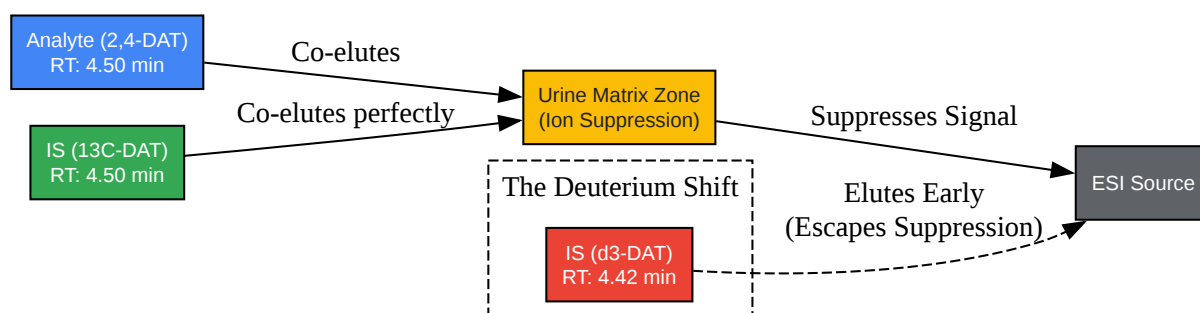 Analyte (2,4-DAT)
RT: 4.50 min
Co-elutes
IS (13C-DAT)
RT: 4.50 min
Co-elutes perfectly
Urine Matrix Zone
(Ion Suppression)
Suppresses Signal
The Deuterium Shift
IS (d3-DAT)
RT: 4.42 min
Elutes Early
(Escapes Suppression)
ESI Source